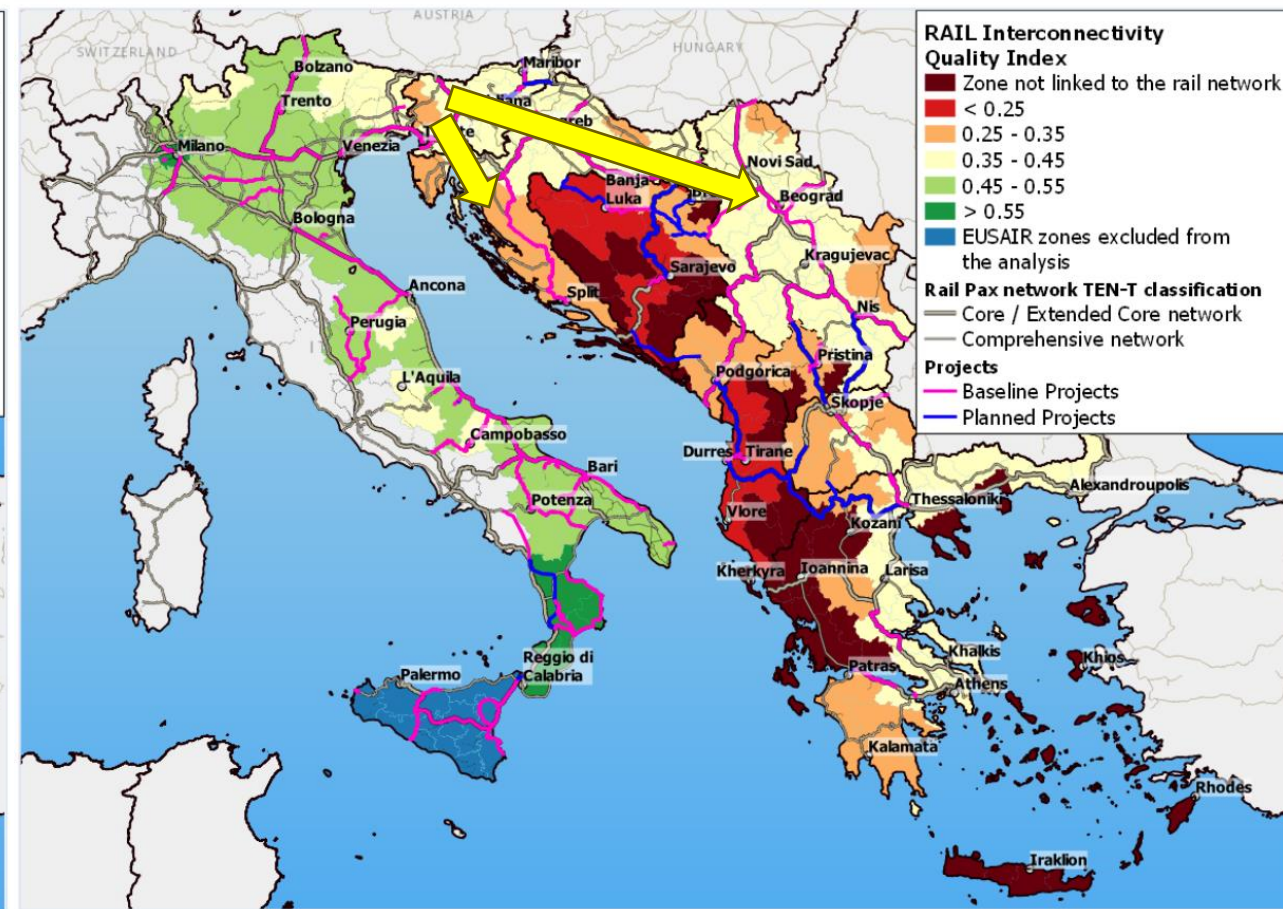 AUSTRIA
SWITZERLAND
HUNGARY
Bolzano
Maribor
Trento
Milano
Venezia
Novi Sad
Banja
Luka
Beograd
Bologna
Kragujevac
Sarajevo
Ancona
Split
Nis
Perugia
Pristina
L'Aquila
Podgorica
Skopje
Campobasso
Bari
Durres
Tirane
Potenza
Thessaloniki
Alexandroupolis
Vlore
Kozani
Kherkyra
Ioannina
Larisa
Reggio di
Calabria
Palermo
Khalkis
Khios
Patras
Athens
Kalamata
Rhodes
Iraklion
RAIL Interconnectivity
Quality Index
Zone not linked to the rail network
< 0.25
0.25 - 0.35
0.35 - 0.45
0.45 - 0.55
> 0.55
EUSAIR zones excluded from
the analysis
Rail Pax network TEN-T classification
Core / Extended Core network
Comprehensive network
Projects
Baseline Projects
Planned Projects